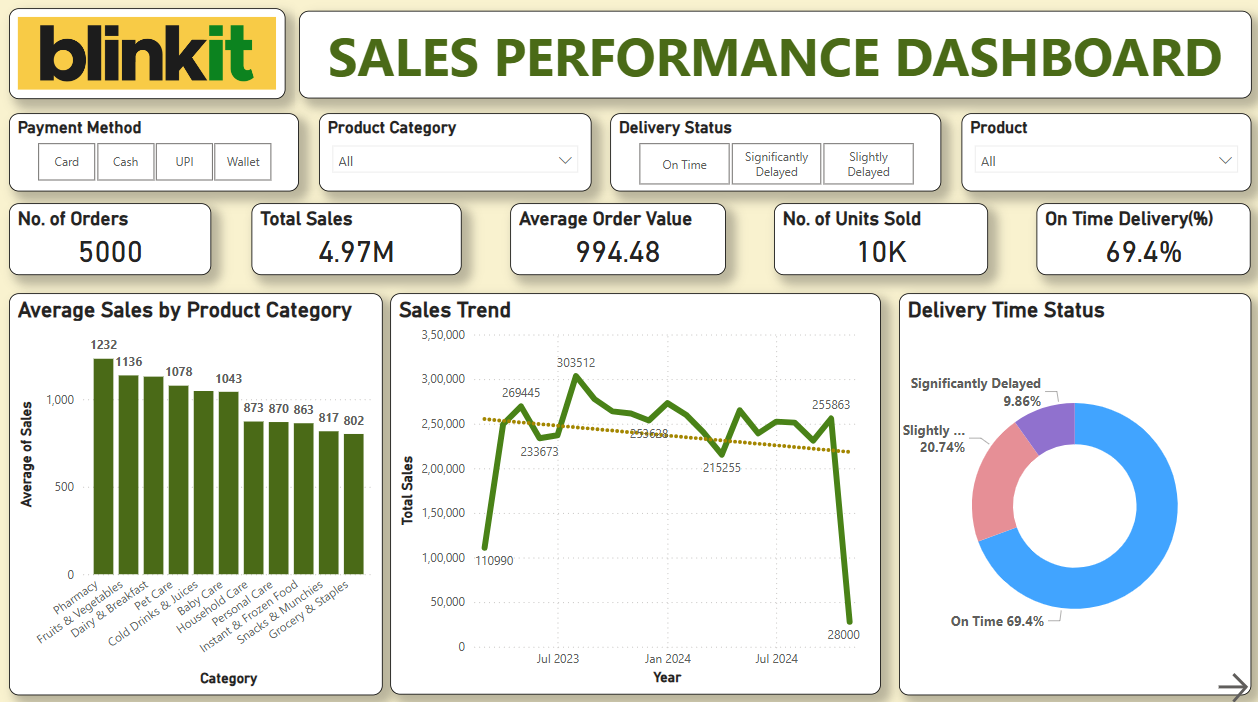 blinkit
SALES PERFORMANCE DASHBOARD
Payment Method
Card
Cash
UPI
Wallet
Product Category
All
Delivery Status
On Time
Significantly
Delayed
Slightly
Delayed
Product
All
No. of Orders
5000
Total Sales
4.97M
Average Order Value
994.48
No. of Units Sold
10K
On Time Delivery(%)
69.4%
Average Sales by Product Category
1232
1136
1078
1043
873
870
863
817
802
1,000
500
0
Average of Sales
Pharmacy
Fruits & Vegetables
Dairy & Breakfast
Pet Care
Cold Drinks & Juices
Baby Care
Household Care
Personal Care
Instant & Frozen Food
Snacks & Munchies
Grocery & Staples
Category
Sales Trend
3,50,000
3,00,000
2,50,000
2,00,000
1,50,000
1,00,000
50,000
0
Total Sales
110990
269445
233673
303512
253628
215255
255863
28000
Jul 2023
Jan 2024
Jul 2024
Year
Delivery Time Status
Significantly Delayed
9.86%
Slightly ...
20.74%
On Time 69.4%